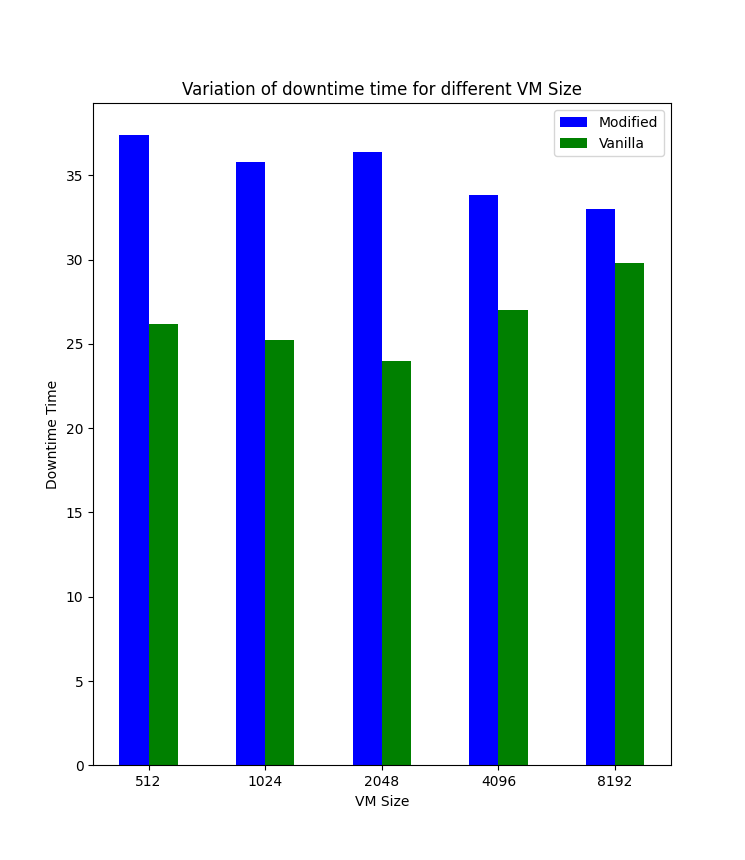 Variation of downtime time for different VM Size
Modified
Vanilla
35
30
25
20
15
10
5
0
Downtime Time
512 1024 2048 4096 8192
VM Size